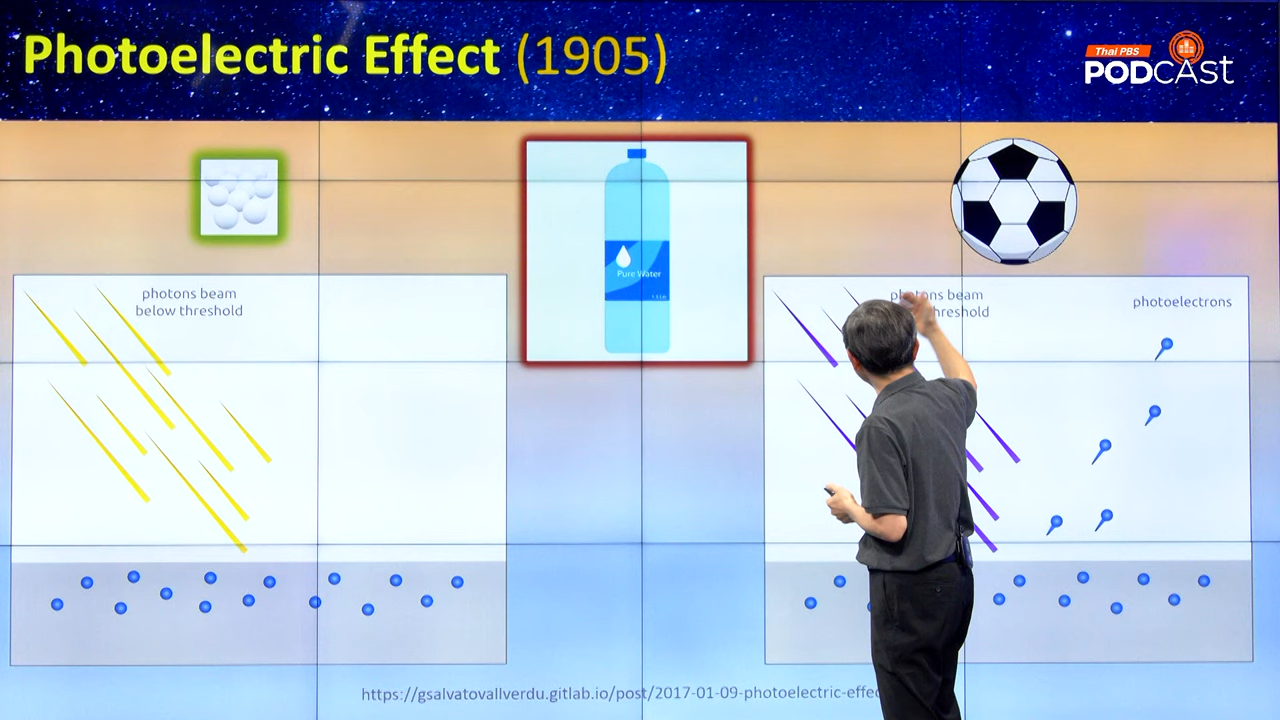 Photoelectric Effect (1905)
Thai PBS
PODCAST
Pure Water
photons beam
below threshold
photons beam
threshold
photoelectrons
https://gsalvatovallverdu.gitlab.io/post/2017-01-09-photoelectric-effec